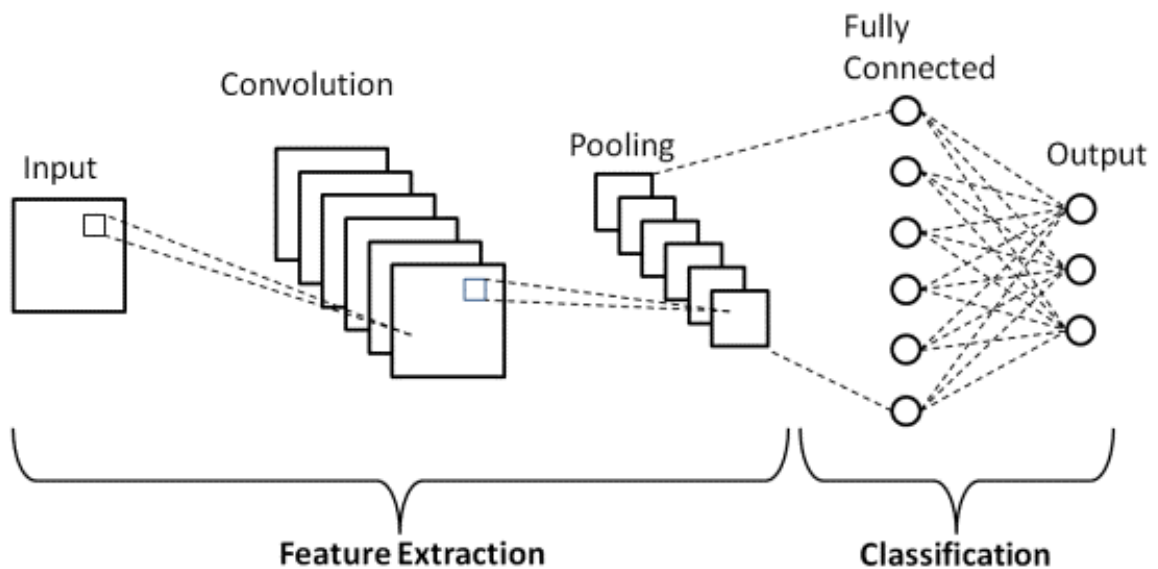 Input
Convolution
Pooling
Fully
Connected
Output
Feature Extraction
Classification